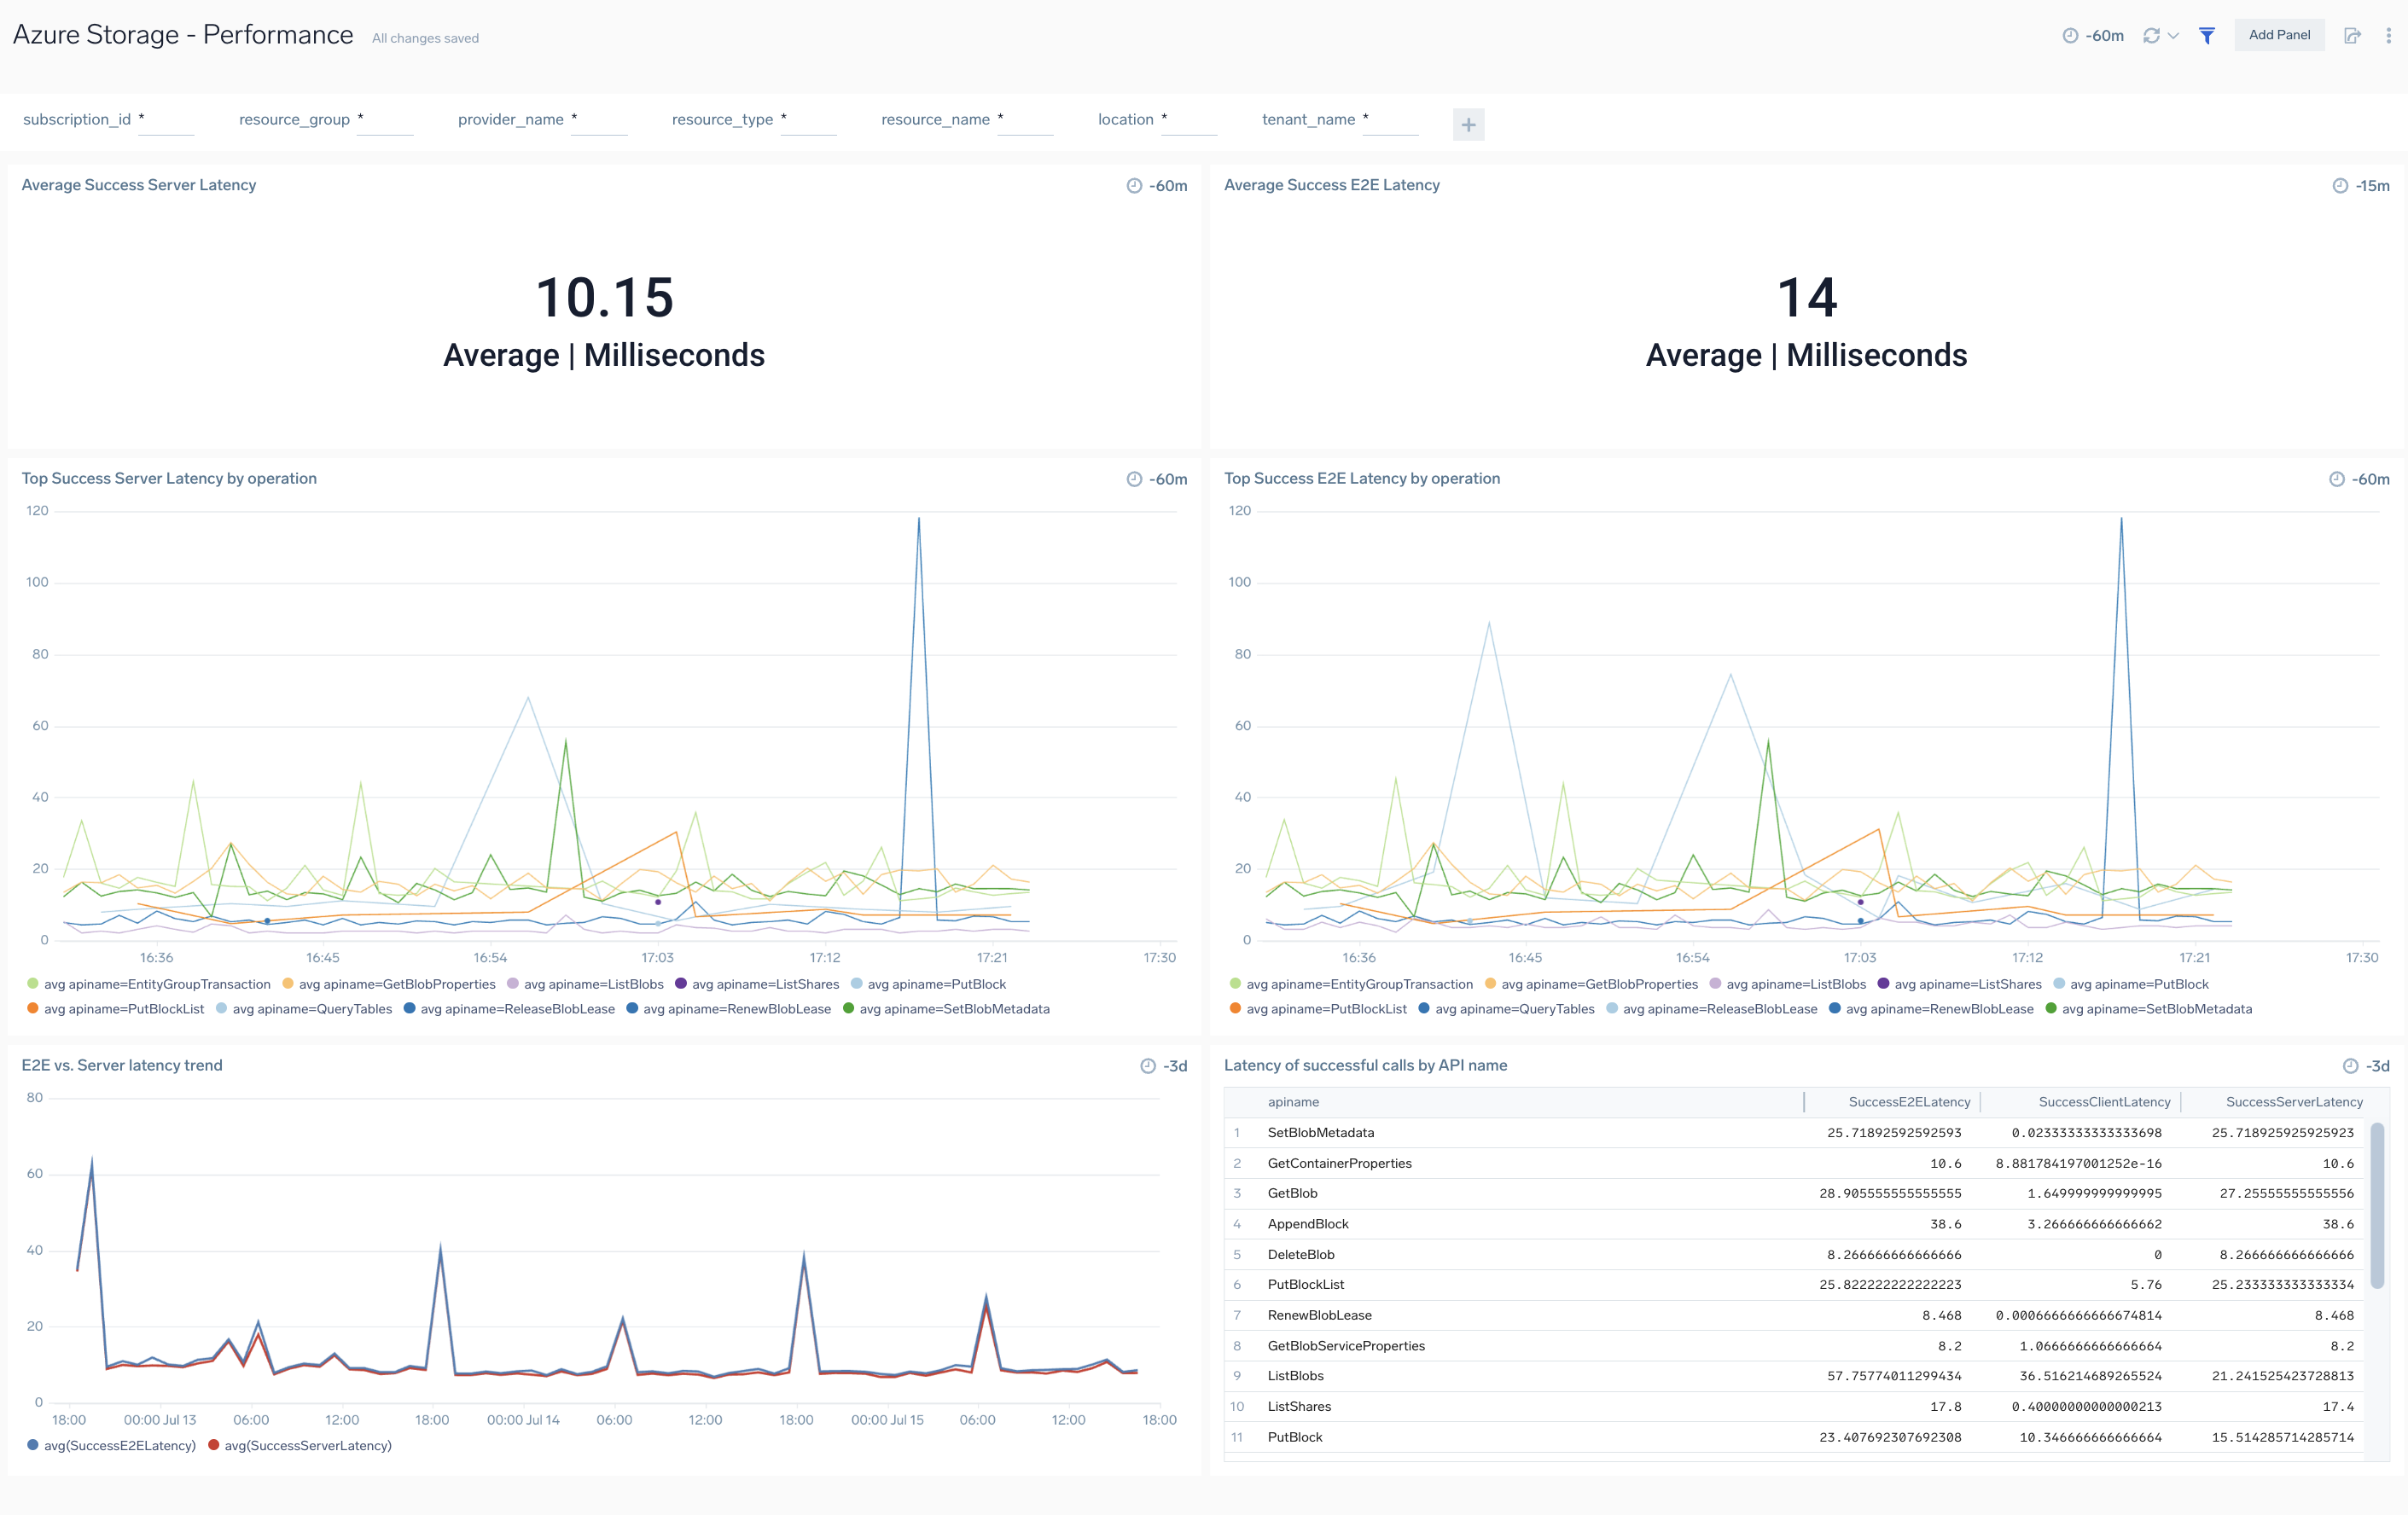 Azure Storage - Performance All changes saved -60m Add Panel
subscription_id * resource_group * provider_name * resource_type * resource_name * location * tenant_name * +
Average Success Server Latency -60m
10.15
Average | Milliseconds
Average Success E2E Latency -15m
14
Average | Milliseconds
Top Success Server Latency by operation -60m
120
100
80
60
40
20
0
16:36 16:45 16:54 17:03 17:12 17:21 17:30
avg apiname=EntityGroupTransaction avg apiname=GetBlobProperties avg apiname=ListBlobs avg apiname=ListShares avg apiname=PutBlock
avg apiname=PutBlockList avg apiname=QueryTables avg apiname=ReleaseBlobLease avg apiname=RenewBlobLease avg apiname=SetBlobMetadata
Top Success E2E Latency by operation -60m
120
100
80
60
40
20
0
16:36 16:45 16:54 17:03 17:12 17:21 17:30
avg apiname=EntityGroupTransaction avg apiname=GetBlobProperties avg apiname=ListBlobs avg apiname=ListShares avg apiname=PutBlock
avg apiname=PutBlockList avg apiname=QueryTables avg apiname=ReleaseBlobLease avg apiname=RenewBlobLease avg apiname=SetBlobMetadata
E2E vs. Server latency trend -3d
80
60
40
20
0
18:00 00:00 Jul 13 06:00 12:00 18:00 00:00 Jul 14 06:00 12:00 18:00 00:00 Jul 15 06:00 12:00 18:00
avg(SuccessE2ELatency) avg(SuccessServerLatency)
Latency of successful calls by API name -3d
apiname SuccessE2ELatency SuccessClientLatency SuccessServerLatency
1 SetBlobMetadata 25.71892592592593 0.02333333333333698 25.718925925925923
2 GetContainerProperties 10.6 8.881784197001252e-16 10.6
3 GetBlob 28.905555555555555 1.649999999999995 27.25555555555556
4 AppendBlock 38.6 3.266666666666662 38.6
5 DeleteBlob 8.266666666666666 0 8.266666666666666
6 PutBlockList 25.822222222222223 5.76 25.233333333333334
7 RenewBlobLease 8.468 0.0006666666666674814 8.468
8 GetBlobServiceProperties 8.2 1.0666666666666664 8.2
9 ListBlobs 57.75774011299434 36.516214689265524 21.241525423728813
10 ListShares 17.8 0.40000000000000213 17.4
11 PutBlock 23.407692307692308 10.346666666666664 15.514285714285714